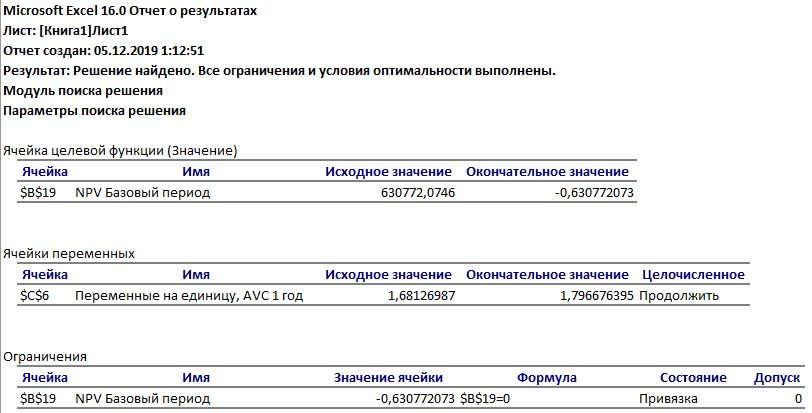 Microsoft Excel 16.0 Отчет о результатах
Лист: [Книга1]Лист1
Отчет создан: 05.12.2019 1:12:51
Результат: Решение найдено. Все ограничения и условия оптимальности выполнены.
Модуль поиска решения
Параметры поиска решения
Ячейка целевой функции (Значение)
Ячейка Имя Исходное значение Окончательное значение
$B$19 NPV Базовый период 630772,0746 -0,630772073
Ячейки переменных
Ячейка Имя Исходное значение Окончательное значение Целочисленное
$C$6 Переменные на единицу, AVC 1 год 1,68126987 1,796676395 Продолжить
Ограничения
Ячейка Имя Значение ячейки Формула Состояние Допуск
$B$19 NPV Базовый период -0,630772073 $B$19=0 Привязка 0